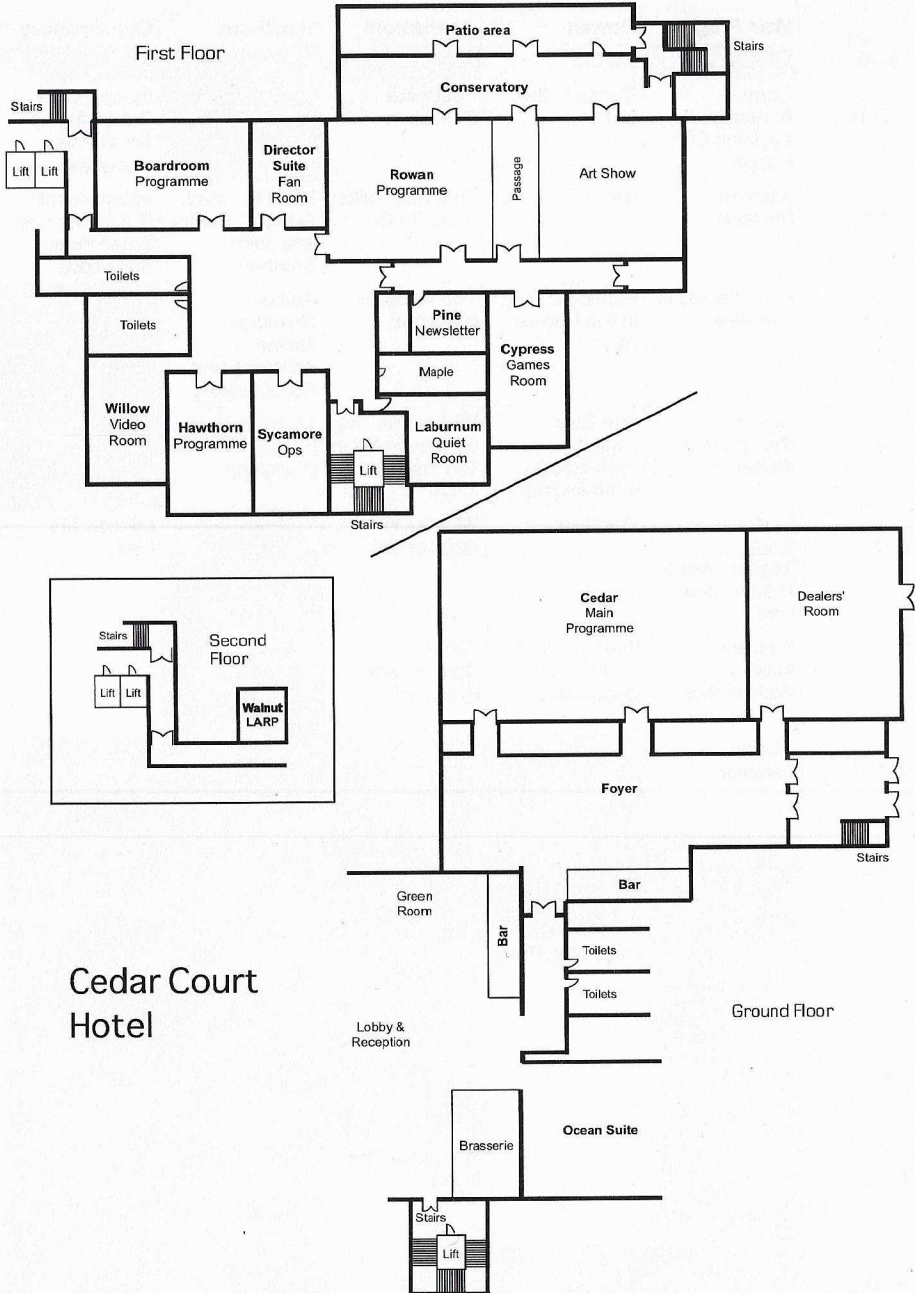 First Floor
Patio area
Stairs
Conservatory
Stairs
Lift
Lift
Boardroom
Programme
Director
Suite
Fan
Room
Rowan
Programme
Passage
Art Show
Toilets
Toilets
Pine
Newsletter
Cypress
Games
Room
Maple
Willow
Video
Room
Hawthorn
Programme
Sycamore
Ops
Laburnum
Quiet
Room
Lift
Stairs
Second
Floor
Stairs
Lift
Lift
Walnut
LARP
Cedar
Main
Programme
Dealers'
Room
Foyer
Stairs
Green
Room
Bar
Bar
Toilets
Toilets
Cedar Court
Hotel
Lobby &
Reception
Ground Floor
Brasserie
Ocean Suite
Stairs
Lift